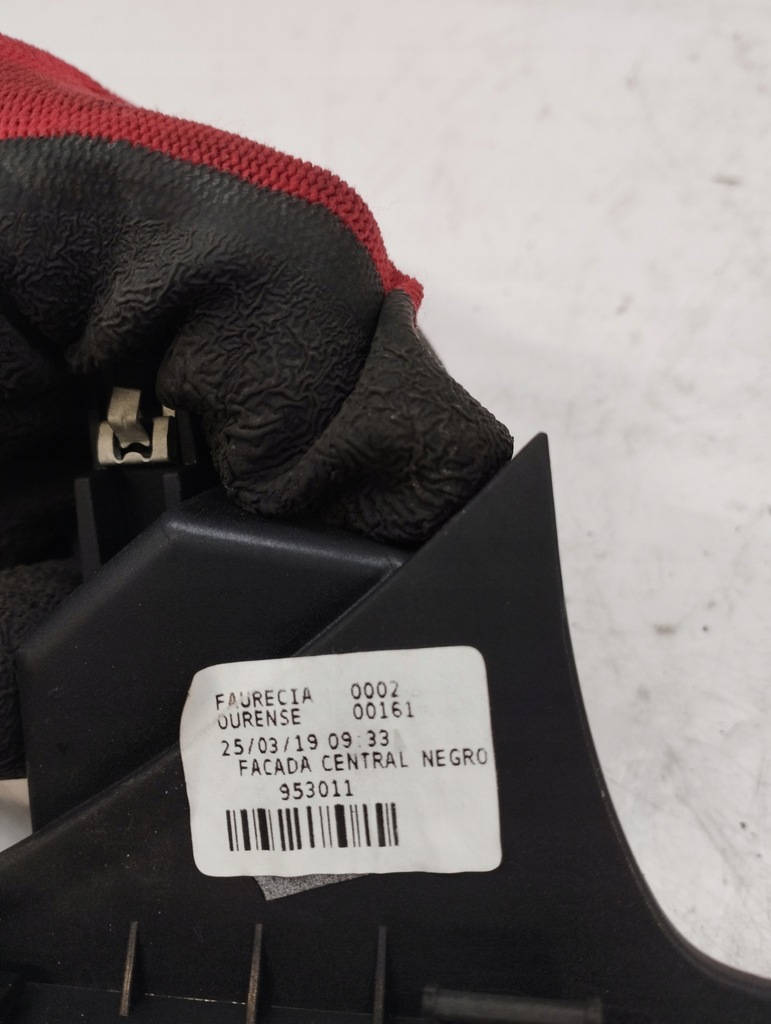 FAURECIA 0002
OURENSE 00161
25/03/19 09:33
FACADA CENTRAL NEGRO
953011